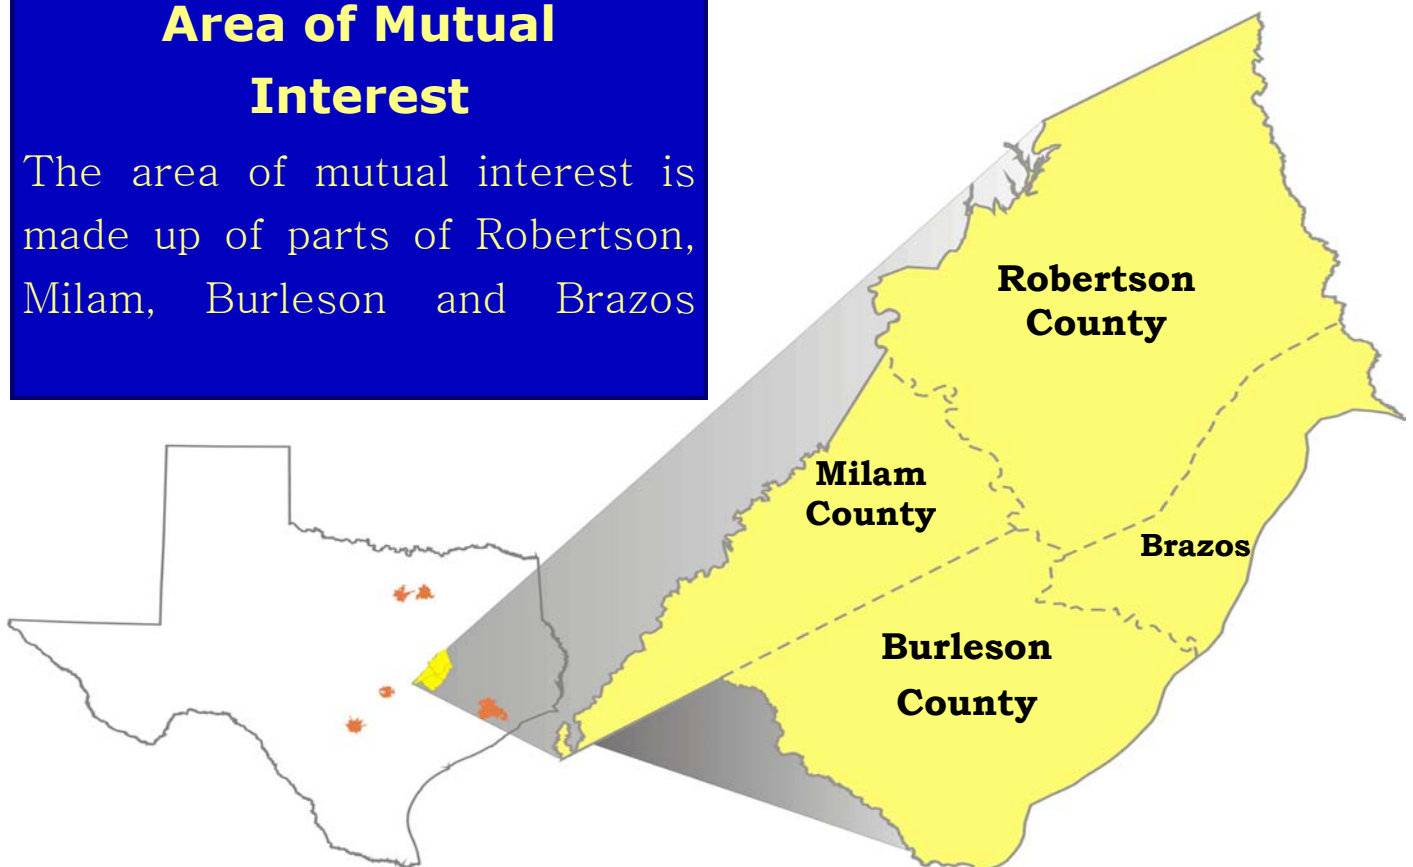 Area of Mutual
Interest
The area of mutual interest is
made up of parts of Robertson,
Milam, Burleson and Brazos
Robertson
County
Milam
County
Brazos
Burleson
County